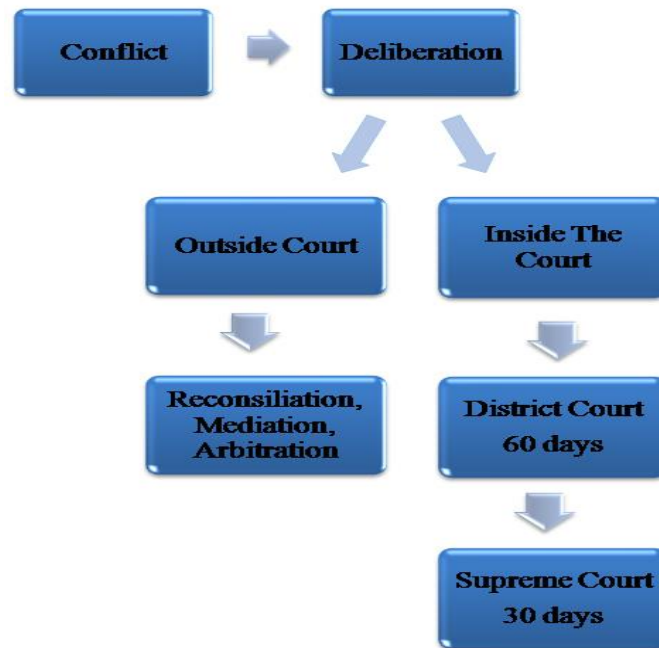 Conflict
Deliberation
Outside Court
Inside The
Court
Reconsiliation,
Mediation,
Arbitration
District Court
60 days
Supreme Court
30 days